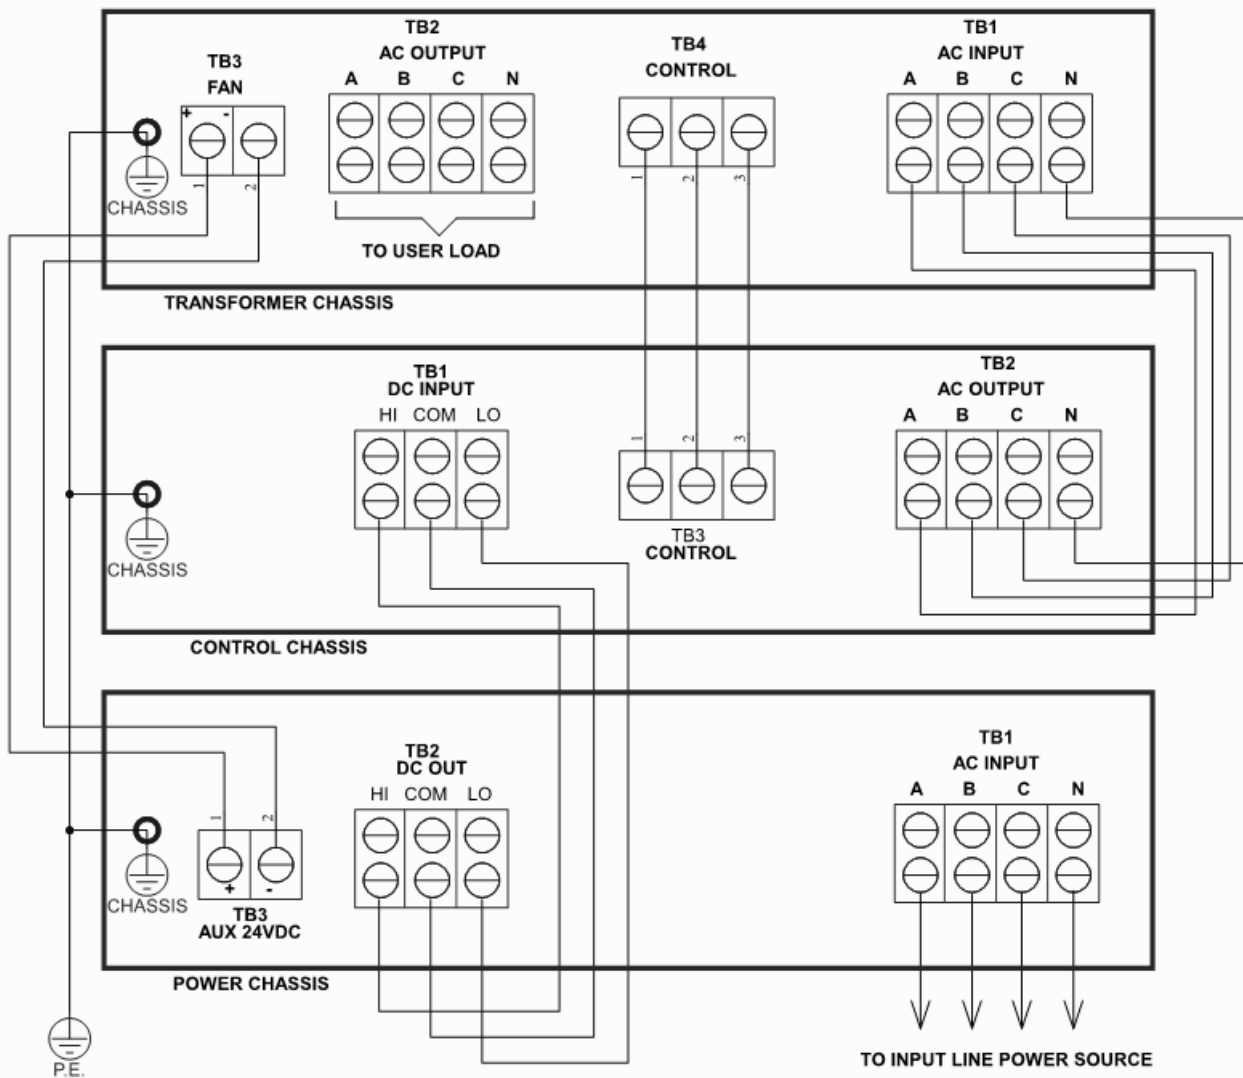 TB3
FAN
+ -
1 2
CHASSIS
TB2
AC OUTPUT
A B C N
TO USER LOAD
TB4
CONTROL
1 2 3
TB1
AC INPUT
A B C N
TRANSFORMER CHASSIS
CHASSIS
TB1
DC INPUT
HI COM LO
1 2 3
TB3
CONTROL
TB2
AC OUTPUT
A B C N
CONTROL CHASSIS
CHASSIS
1 2
+ -
TB3
AUX 24VDC
TB2
DC OUT
HI COM LO
TB1
AC INPUT
A B C N
POWER CHASSIS
TO INPUT LINE POWER SOURCE
P.E.